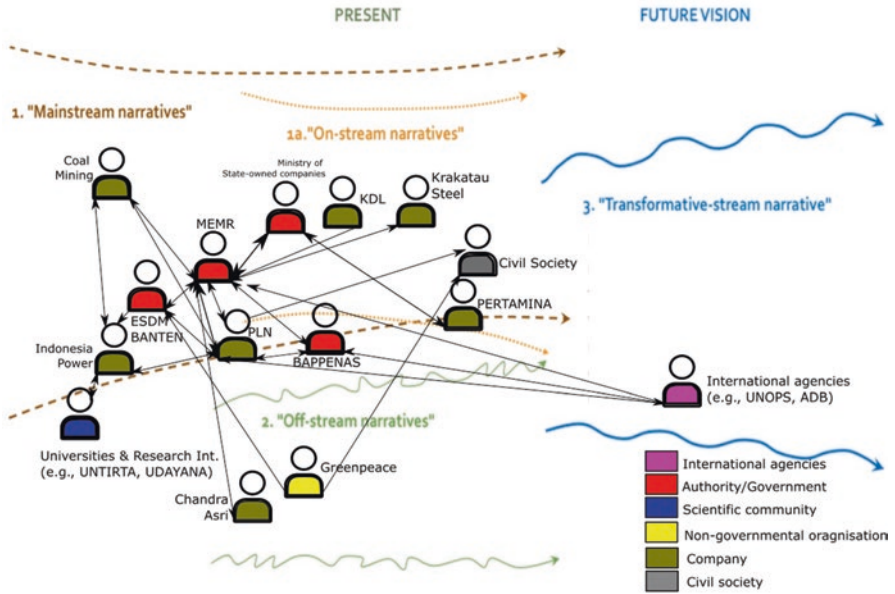 PRESENT
FUTURE VISION
1. "Mainstream narratives"
1a."On-stream narratives"
Coal
Mining
Ministry of
State-owned companies
KDL
Krakatau
Steel
MEMR
3. "Transformative-stream narrative"
Civil Society
ESDM
BANTEN
PLN
PERTAMINA
Indonesia
Power
BAPPENAS
International agencies
(e.g., UNOPS, ADB)
2. "Off-stream narratives"
Universities & Research Int.
(e.g., UNTIRTA, UDAYANA)
Greenpeace
Chandra
Asri
International agencies
Authority/Government
Scientific community
Non-governmental oragnisation
Company
Civil society